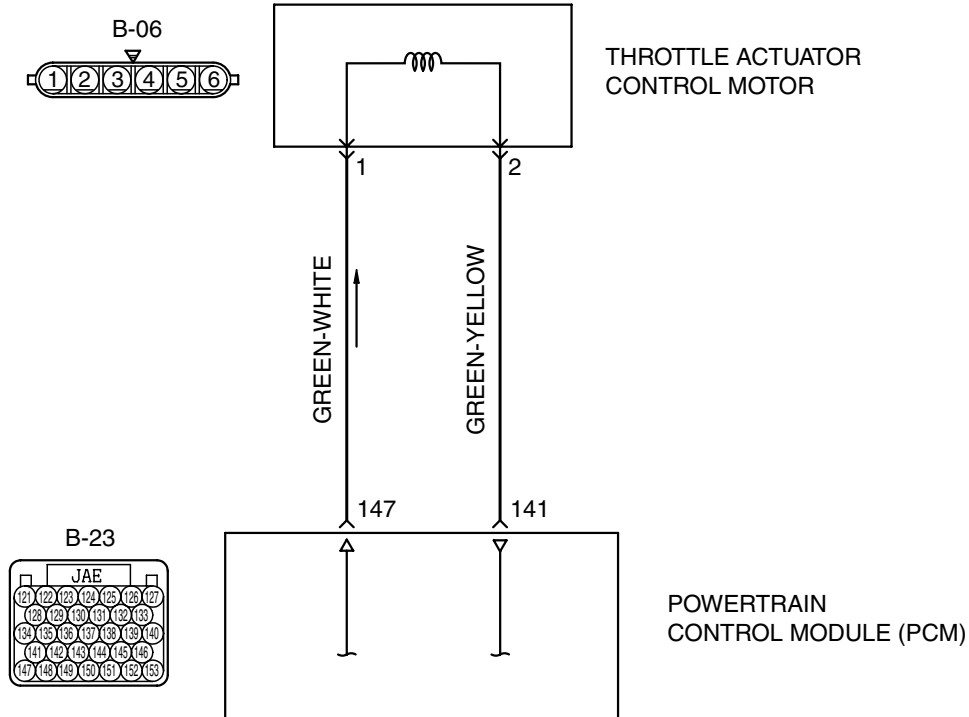 B-06
1 2 3 4 5 6
THROTTLE ACTUATOR
CONTROL MOTOR
1 2
GREEN-WHITE
GREEN-YELLOW
147 141
B-23
JAE
121 122 123 124 125 126 127
128 129 130 131 132 133
134 135 136 137 138 139 140
141 142 143 144 145 146
147 148 149 150 151 152 153
POWERTRAIN
CONTROL MODULE (PCM)